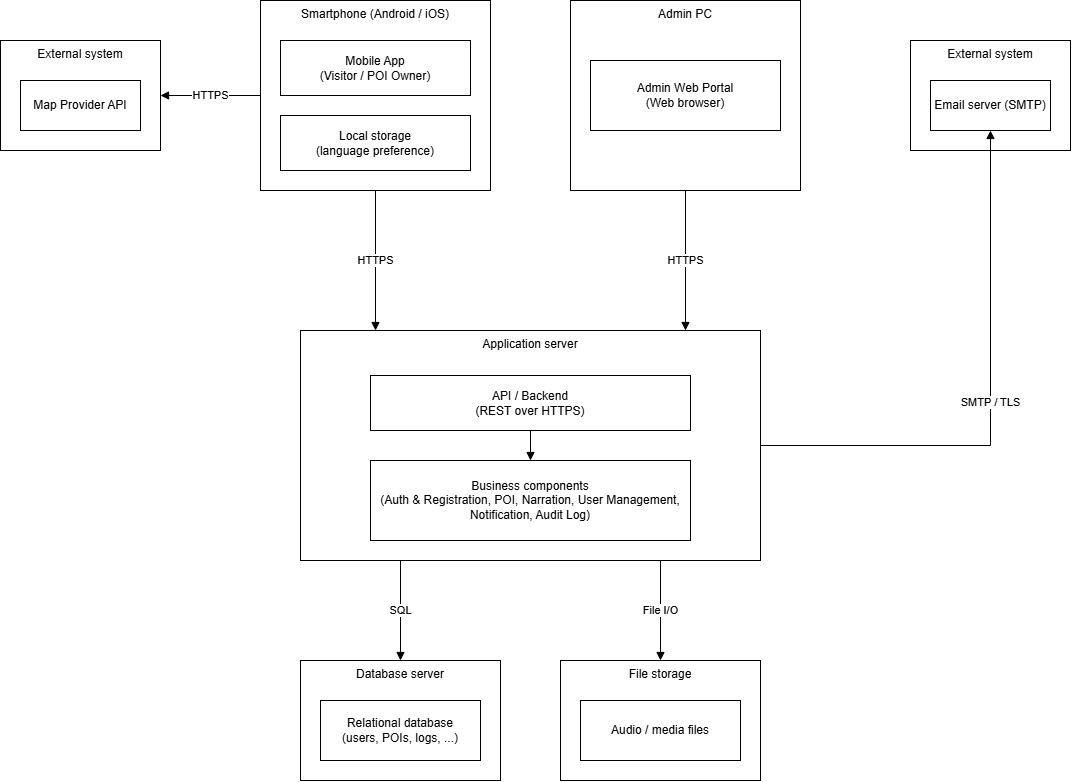 Smartphone (Android / iOS)
Admin PC
External system
Mobile App
(Visitor / POI Owner)
External system
Map Provider API
HTTPS
Admin Web Portal
(Web browser)
Email server (SMTP)
Local storage
(language preference)
HTTPS
HTTPS
Application server
API / Backend
(REST over HTTPS)
SMTP / TLS
Business components
(Auth & Registration, POI, Narration, User Management,
Notification, Audit Log)
SQL
File I/O
Database server
File storage
Relational database
(users, POIs, logs, ...)
Audio / media files